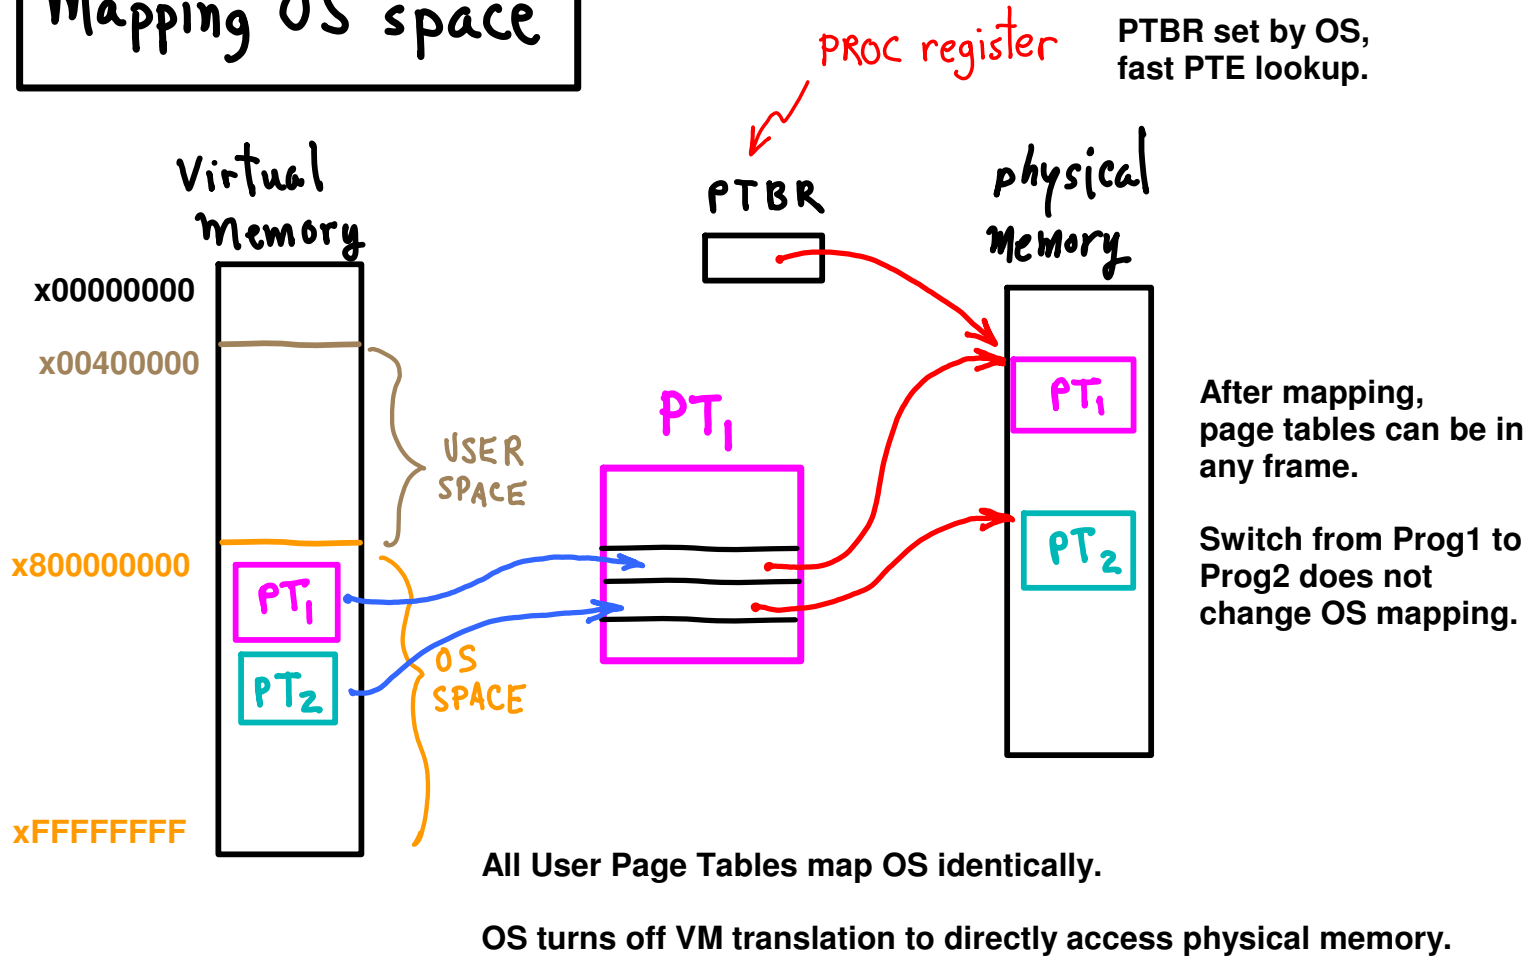 Mapping OS space
PROC register
PTBR set by OS,
fast PTE lookup.
Virtual
Memory
PTBR
physical
Memory
x00000000
x00400000
USER
SPACE
x800000000
PT1
PT2
OS
SPACE
xFFFFFFFF
PT1
PT1
PT2
After mapping,
page tables can be in
any frame.
Switch from Prog1 to
Prog2 does not
change OS mapping.
All User Page Tables map OS identically.
OS turns off VM translation to directly access physical memory.